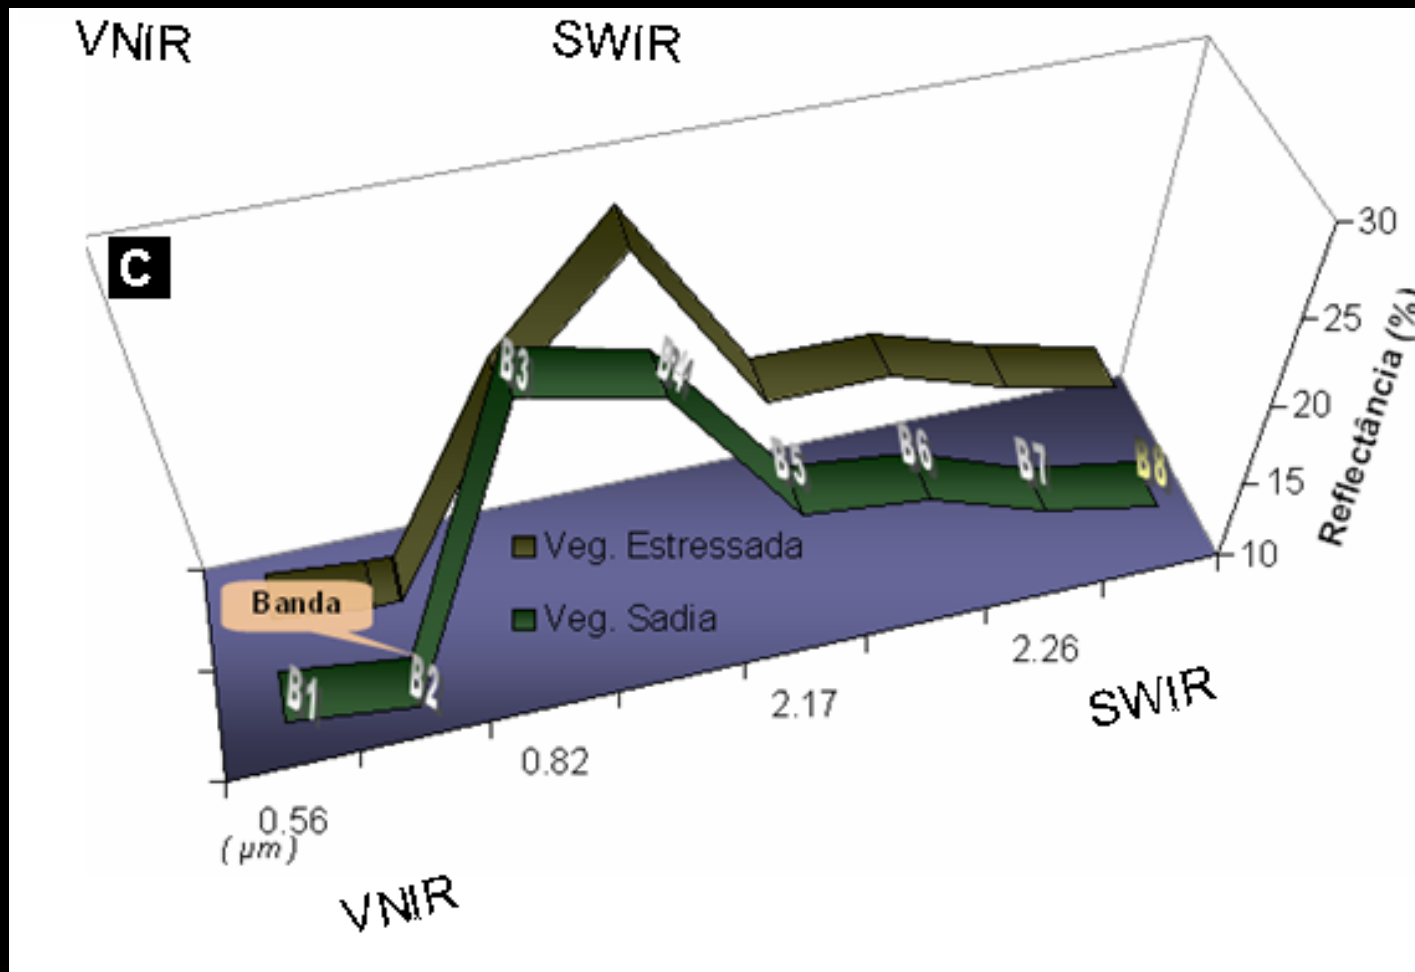 VNIR
SWIR
C
30
25
20
15
10
Reflectância (%)
B3
B4
B5
B6
B7
B8
Veg. Estressada
Banda
Veg. Sadia
B1
B2
2.26
SWIR
2.17
0.82
0.56
(μm)
VNIR